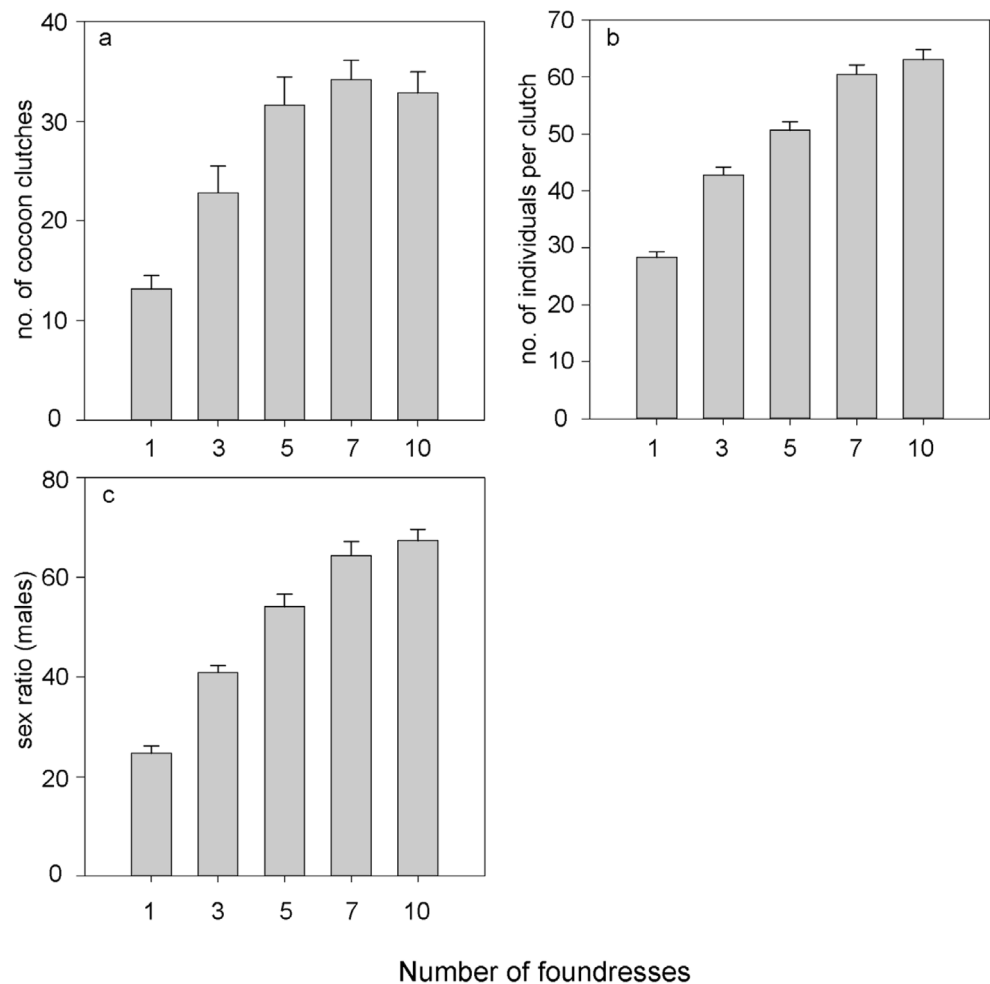 a
no. of cocoon clutches
40
30
20
10
0
1 3 5 7 10
b
no. of individuals per clutch
70
60
50
40
30
20
10
0
1 3 5 7 10
c
sex ratio (males)
80
60
40
20
0
1 3 5 7 10
Number of foundresses